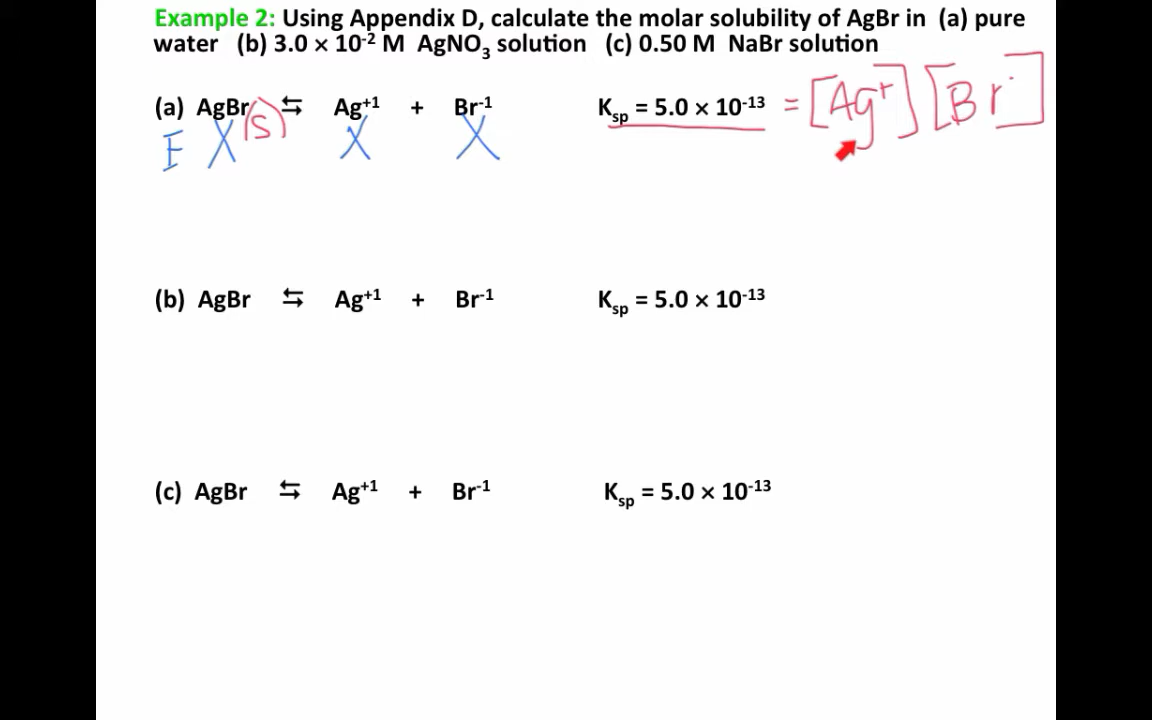 Example 2: Using Appendix D, calculate the molar solubility of AgBr in (a) pure
water (b) 3.0 × 10⁻² M AgNO₃ solution (c) 0.50 M NaBr solution
(a) AgBr(s) ⇆ Ag⁺¹ + Br⁻¹ Kₛₚ = 5.0 × 10⁻¹³ = [Ag⁺][Br⁻]
E X X X
(b) AgBr ⇆ Ag⁺¹ + Br⁻¹ Kₛₚ = 5.0 × 10⁻¹³
(c) AgBr ⇆ Ag⁺¹ + Br⁻¹ Kₛₚ = 5.0 × 10⁻¹³